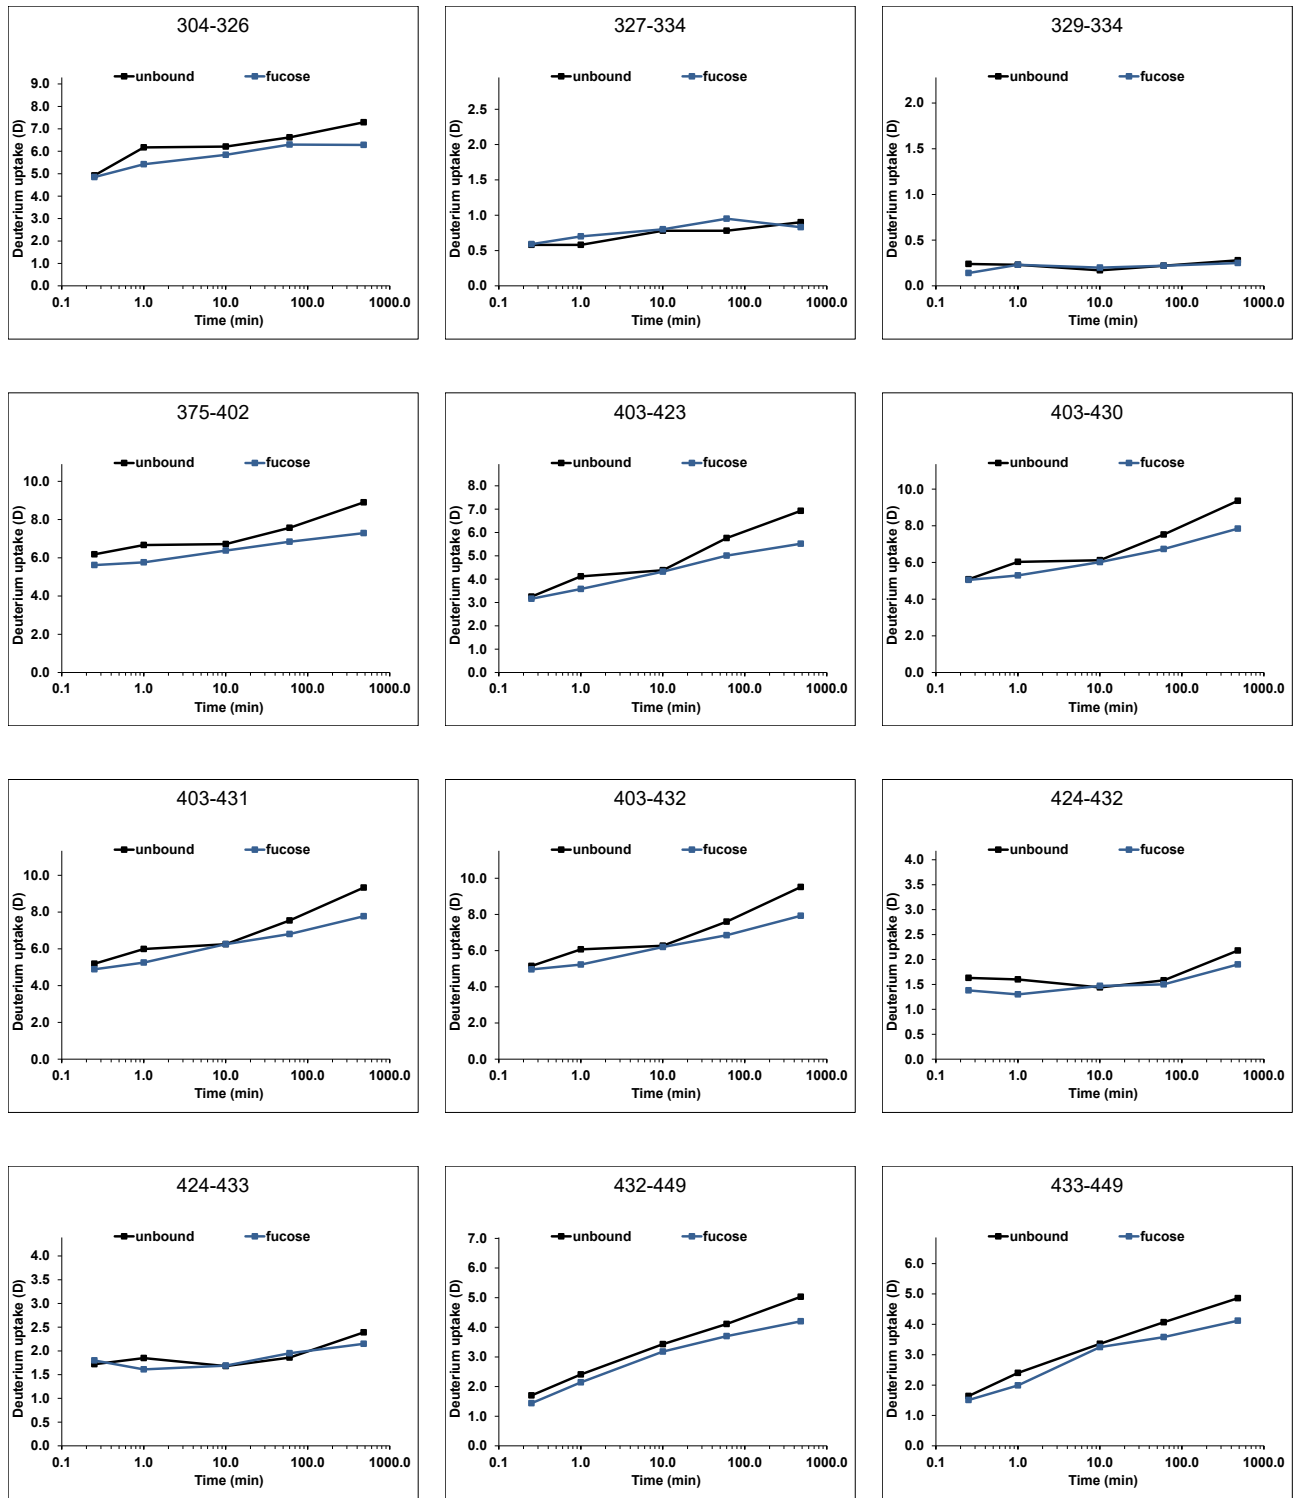 304-326
unbound fucose
Deuterium uptake (D)
9.0
8.0
7.0
6.0
5.0
4.0
3.0
2.0
1.0
0.0
0.1 1.0 10.0 100.0 1000.0
Time (min)
327-334
unbound fucose
Deuterium uptake (D)
2.5
2.0
1.5
1.0
0.5
0.0
0.1 1.0 10.0 100.0 1000.0
Time (min)
329-334
unbound fucose
Deuterium uptake (D)
2.0
1.5
1.0
0.5
0.0
0.1 1.0 10.0 100.0 1000.0
Time (min)
375-402
unbound fucose
Deuterium uptake (D)
10.0
8.0
6.0
4.0
2.0
0.0
0.1 1.0 10.0 100.0 1000.0
Time (min)
403-423
unbound fucose
Deuterium uptake (D)
8.0
7.0
6.0
5.0
4.0
3.0
2.0
1.0
0.0
0.1 1.0 10.0 100.0 1000.0
Time (min)
403-430
unbound fucose
Deuterium uptake (D)
10.0
8.0
6.0
4.0
2.0
0.0
0.1 1.0 10.0 100.0 1000.0
Time (min)
403-431
unbound fucose
Deuterium uptake (D)
10.0
8.0
6.0
4.0
2.0
0.0
0.1 1.0 10.0 100.0 1000.0
Time (min)
403-432
unbound fucose
Deuterium uptake (D)
10.0
8.0
6.0
4.0
2.0
0.0
0.1 1.0 10.0 100.0 1000.0
Time (min)
424-432
unbound fucose
Deuterium uptake (D)
4.0
3.5
3.0
2.5
2.0
1.5
1.0
0.5
0.0
0.1 1.0 10.0 100.0 1000.0
Time (min)
424-433
unbound fucose
Deuterium uptake (D)
4.0
3.5
3.0
2.5
2.0
1.5
1.0
0.5
0.0
0.1 1.0 10.0 100.0 1000.0
Time (min)
432-449
unbound fucose
Deuterium uptake (D)
7.0
6.0
5.0
4.0
3.0
2.0
1.0
0.0
0.1 1.0 10.0 100.0 1000.0
Time (min)
433-449
unbound fucose
Deuterium uptake (D)
6.0
5.0
4.0
3.0
2.0
1.0
0.0
0.1 1.0 10.0 100.0 1000.0
Time (min)